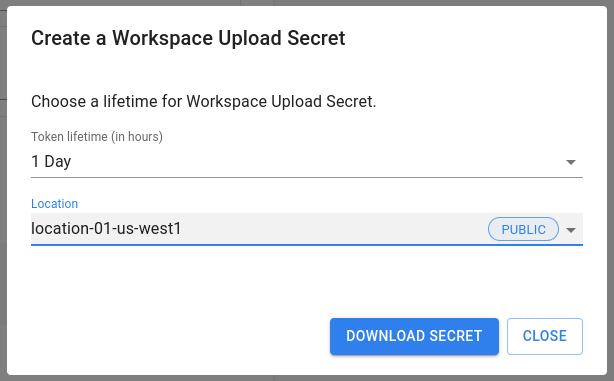 Create a Workspace Upload Secret
Choose a lifetime for Workspace Upload Secret.
Token lifetime (in hours)
1 Day
Location
location-01-us-west1 PUBLIC
DOWNLOAD SECRET CLOSE